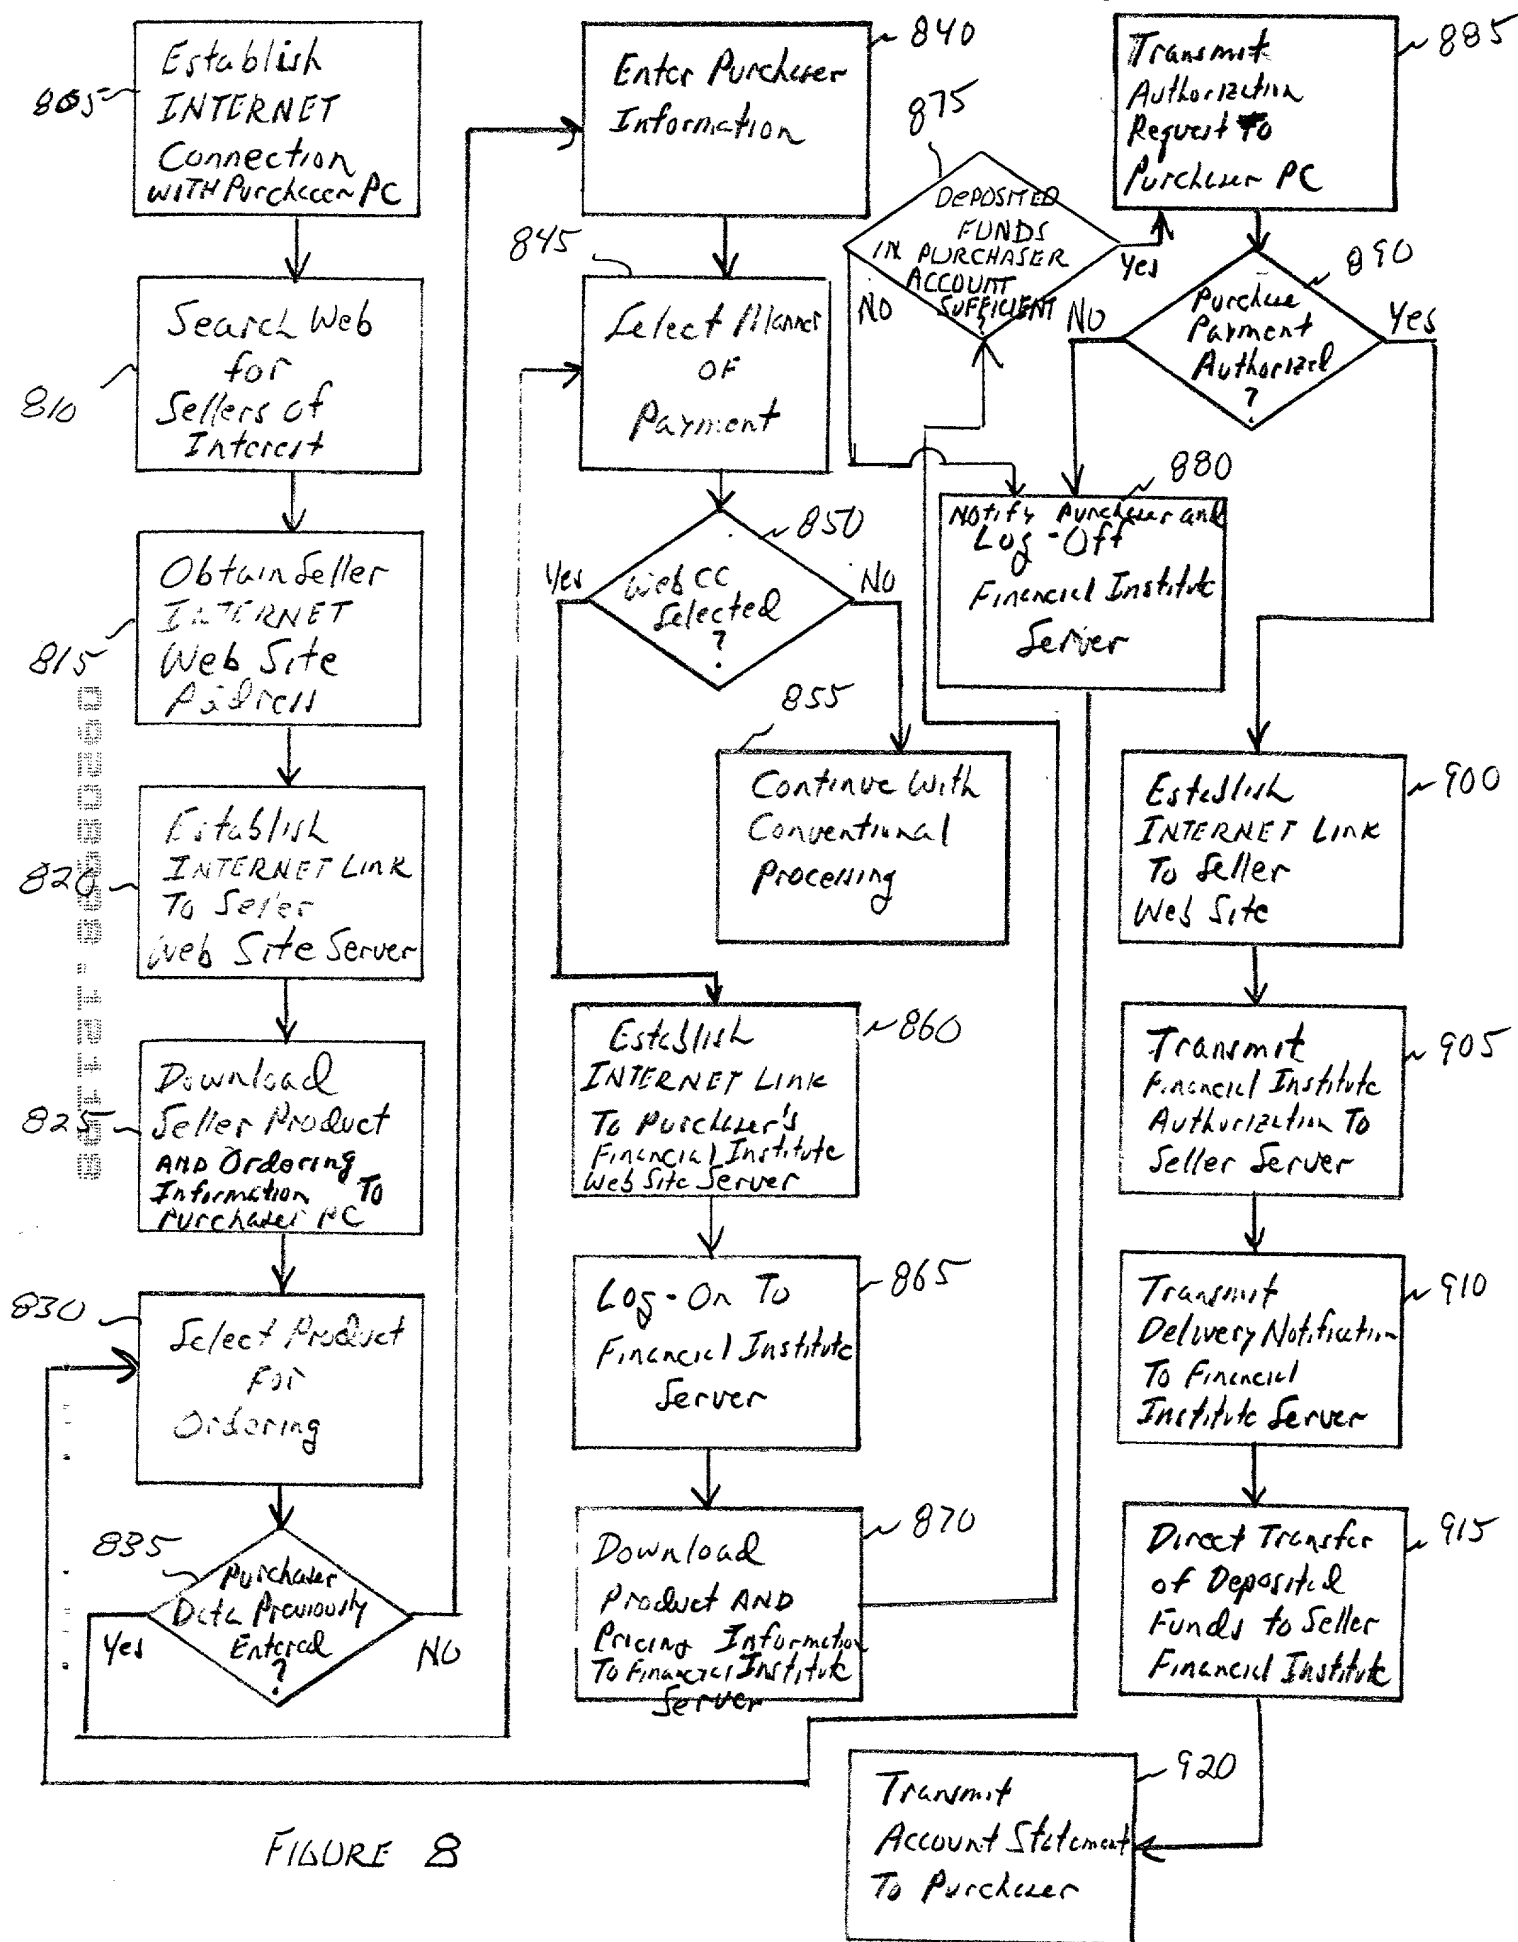 805
Establish
INTERNET
Connection
WITH Purchaser PC
810
Search Web
for
Sellers of
Interest
815
Obtain Seller
INTERNET
Web Site
Address
820
Establish
INTERNET LINK
To Seller
Web Site Server
825
Download
Seller Product
AND Ordering
Information To
Purchaser PC
830
Select Product
For
Ordering
835
Purchaser
Data Previously
Entered
?
Yes
NO
840
Enter Purchaser
Information
845
Select Manner
OF
Payment
850
Web CC
Selected
?
Yes
NO
855
Continue With
Conventional
Processing
860
Establish
INTERNET LINK
To Purchaser's
Financial Institute
Web Site Server
865
Log-On To
Financial Institute
Server
870
Download
Product AND
Pricing Information
To Financial Institute
Server
875
DEPOSITED
FUNDS
IN PURCHASER
ACCOUNT
SUFFICIENT
?
NO
Yes
880
NOTIFY Purchaser and
Log-Off
Financial Institute
Server
885
Transmit
Authorization
Request To
Purchaser PC
890
Purchase
Payment
Authorized
?
NO
Yes
900
Establish
INTERNET LINK
To Seller
Web Site
905
Transmit
Financial Institute
Authorization To
Seller Server
910
Transmit
Delivery Notification
To Financial
Institute Server
915
Direct Transfer
of Deposited
Funds to Seller
Financial Institute
920
Transmit
Account Statement
To Purchaser
FIGURE 8